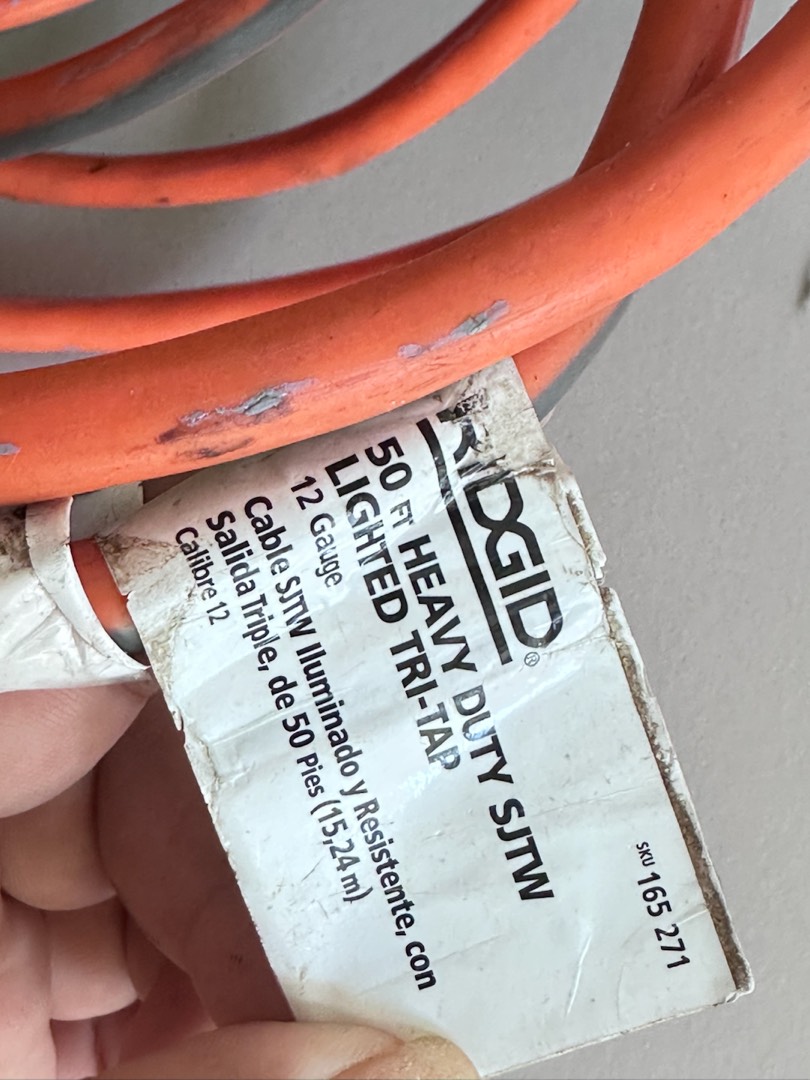 RIDGID®
50 FT HEAVY DUTY SJTW
LIGHTED TRI-TAP
12 Gauge
Cable SJTW Iluminado y Resistente, con
Salida Triple, de 50 Pies (15,24 m)
Calibre 12
SKU 165 271